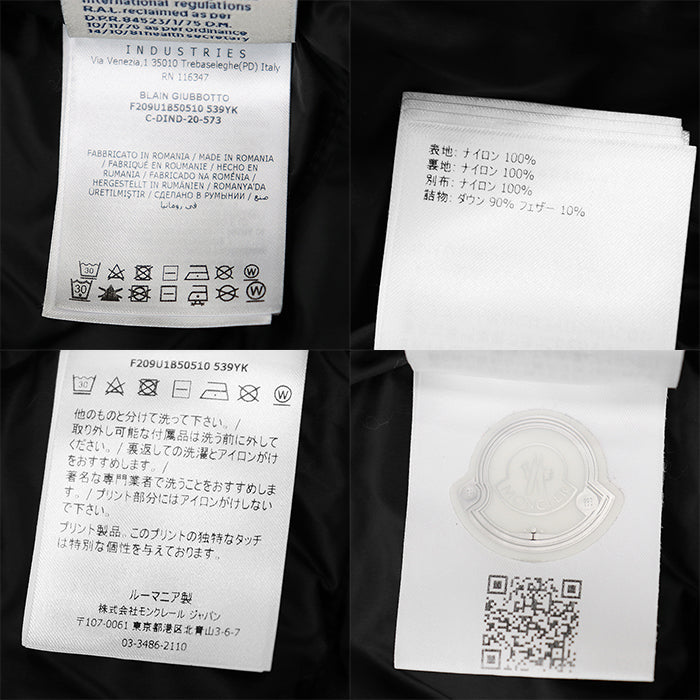 international regulations
R.A.L.reclaimed as per
D.P.R.84523/1/75 D.M.
10/11/76 as per ordin.
14/10/81 health secretary
INDUSTRIES
Via Venezia,1 35010 Trebaseleghe(PD) Italy
RN 116347
BLAIN GIUBBOTTO
F209U1B50510 539YK
C-DIND-20-573
FABBRICATO IN ROMANIA / MADE IN ROMANIA
/ FABRIQUÉ EN ROUMANIE / HECHO EN
RUMANIA / FABRICADO NA ROMÉNIA/
HERGESTELLT IN RUMÄNIEN / ROMANYA'DA
ÜRETILMIŞTIR / СДЕЛАНО В РУМЫНИИ / صنع
في رومانيا
30
W
30
W
表地: ナイロン 100%
裏地: ナイロン 100%
別布: ナイロン 100%
詰物: ダウン 90% フェザー 10%
F209U1B50510 539YK
30
W
他のものと分けて洗って下さい。/
取り外し可能な付属品は洗う前に外して
ください。/ 裏返しての洗濯とアイロンがけ
をおすすめします。/
著名な専門業者で洗うことをおすすめしま
す。/ プリント部分にはアイロンがけしない
で下さい。/
プリント製品、このプリントの独特なタッチ
は特別な個性を与えております。
ルーマニア製
株式会社モンクレール ジャパン
〒107-0061 東京都港区北青山3-6-7
03-3486-2110
MONCLER